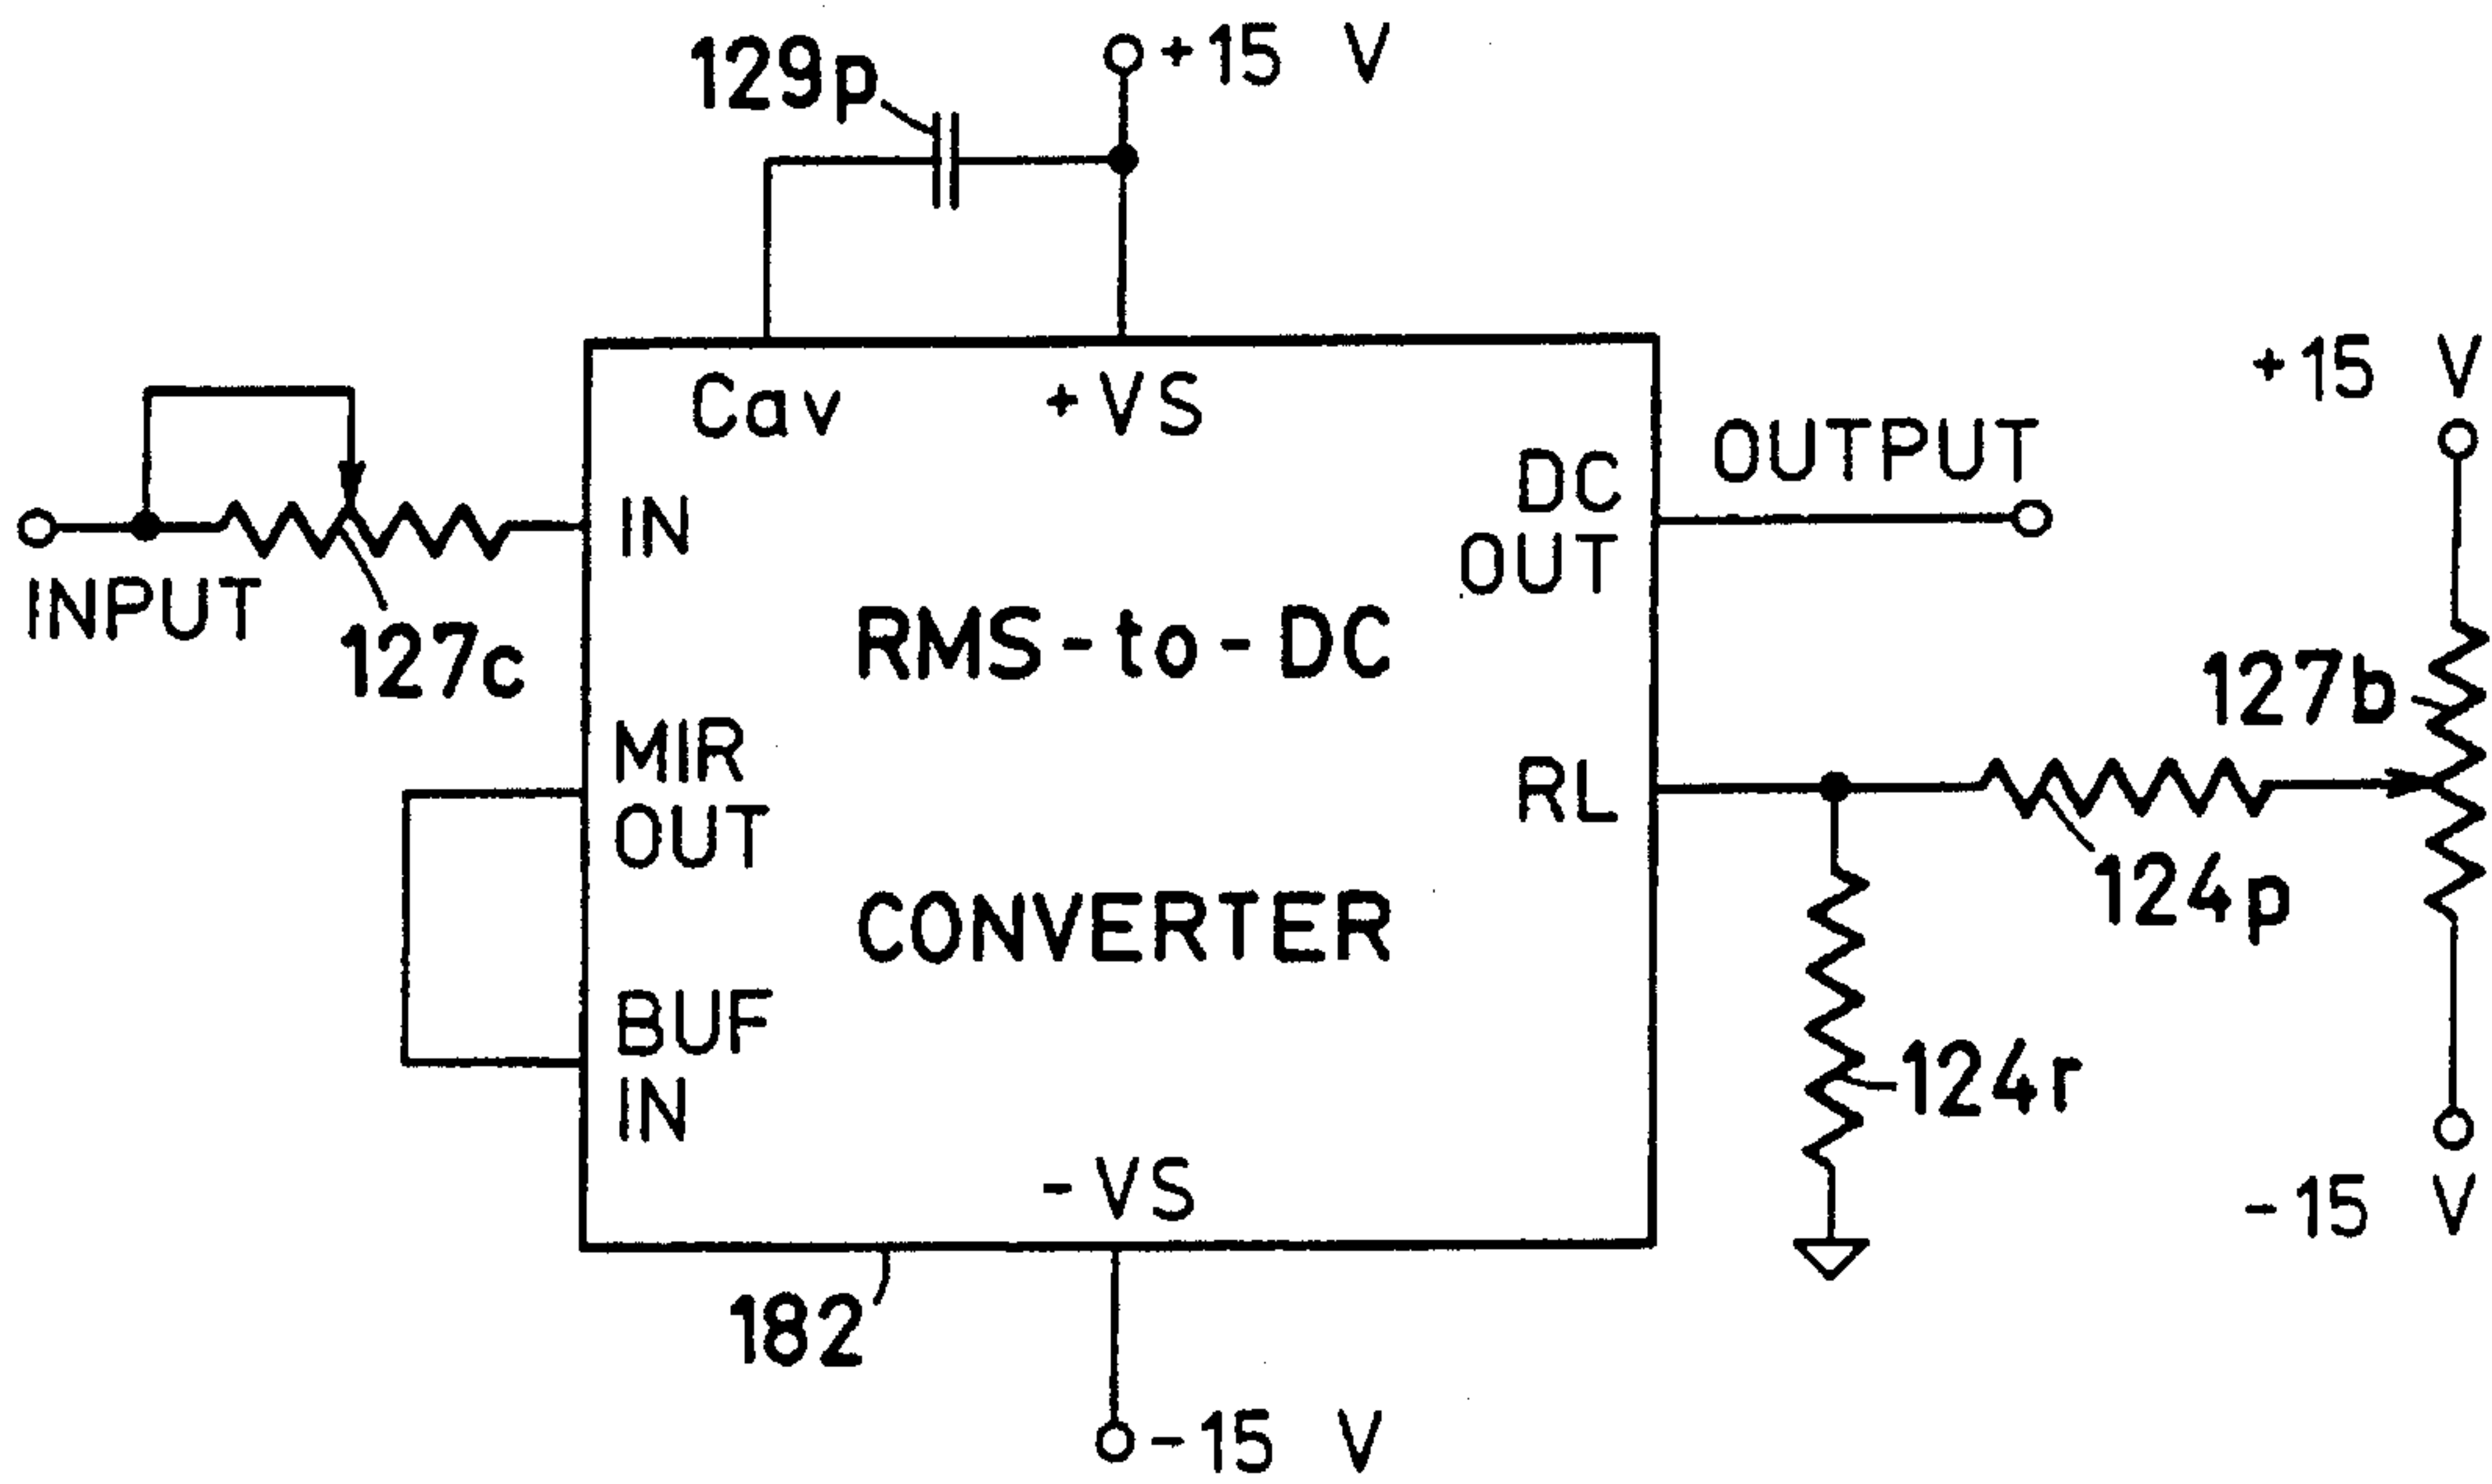 129p
+15 V
Cav
+VS
+15 V
DC
OUT
OUTPUT
IN
INPUT
127c
RMS-to-DC
127b
MIR
OUT
RL
124p
CONVERTER
BUF
IN
124r
-VS
-15 V
182
-15 V